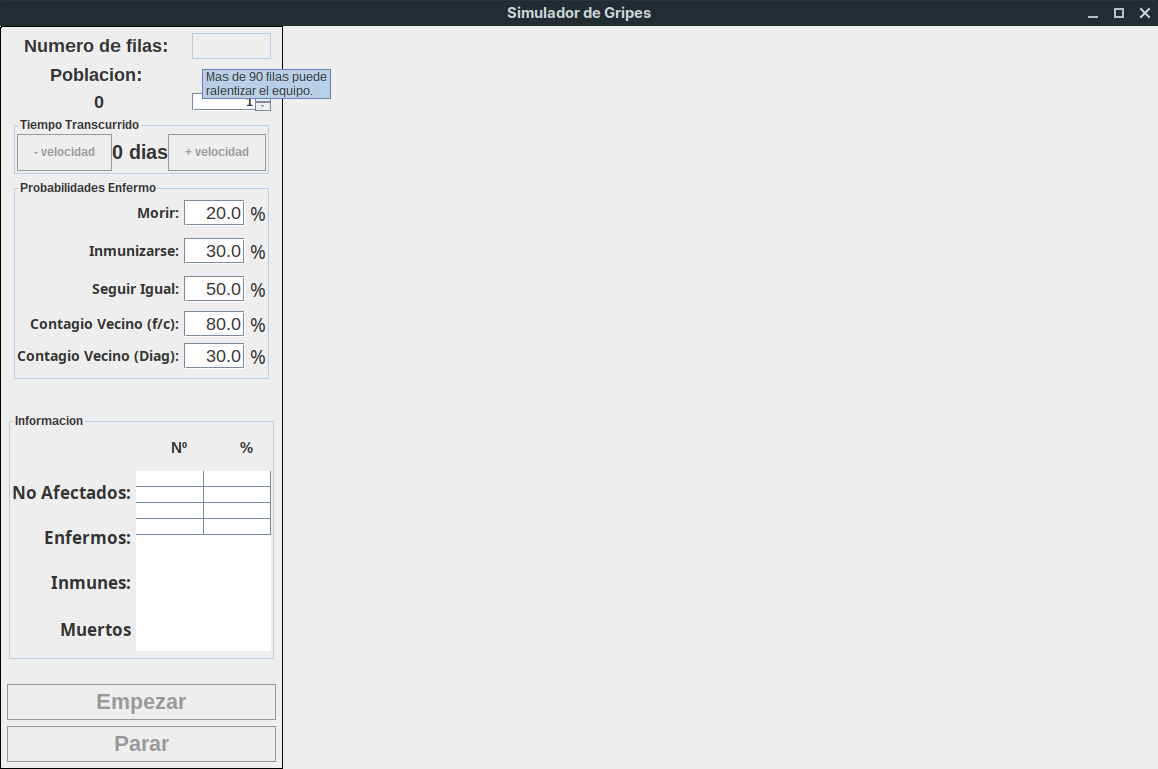 Simulador de Gripes
Numero de filas:
Poblacion:
Mas de 90 filas puede
ralentizar el equipo.
0
1
Tiempo Transcurrido
- velocidad
0 dias
+ velocidad
Probabilidades Enfermo
Morir: 20.0 %
Inmunizarse: 30.0 %
Seguir Igual: 50.0 %
Contagio Vecino (f/c): 80.0 %
Contagio Vecino (Diag): 30.0 %
Informacion
Nº %
No Afectados:
Enfermos:
Inmunes:
Muertos
Empezar
Parar